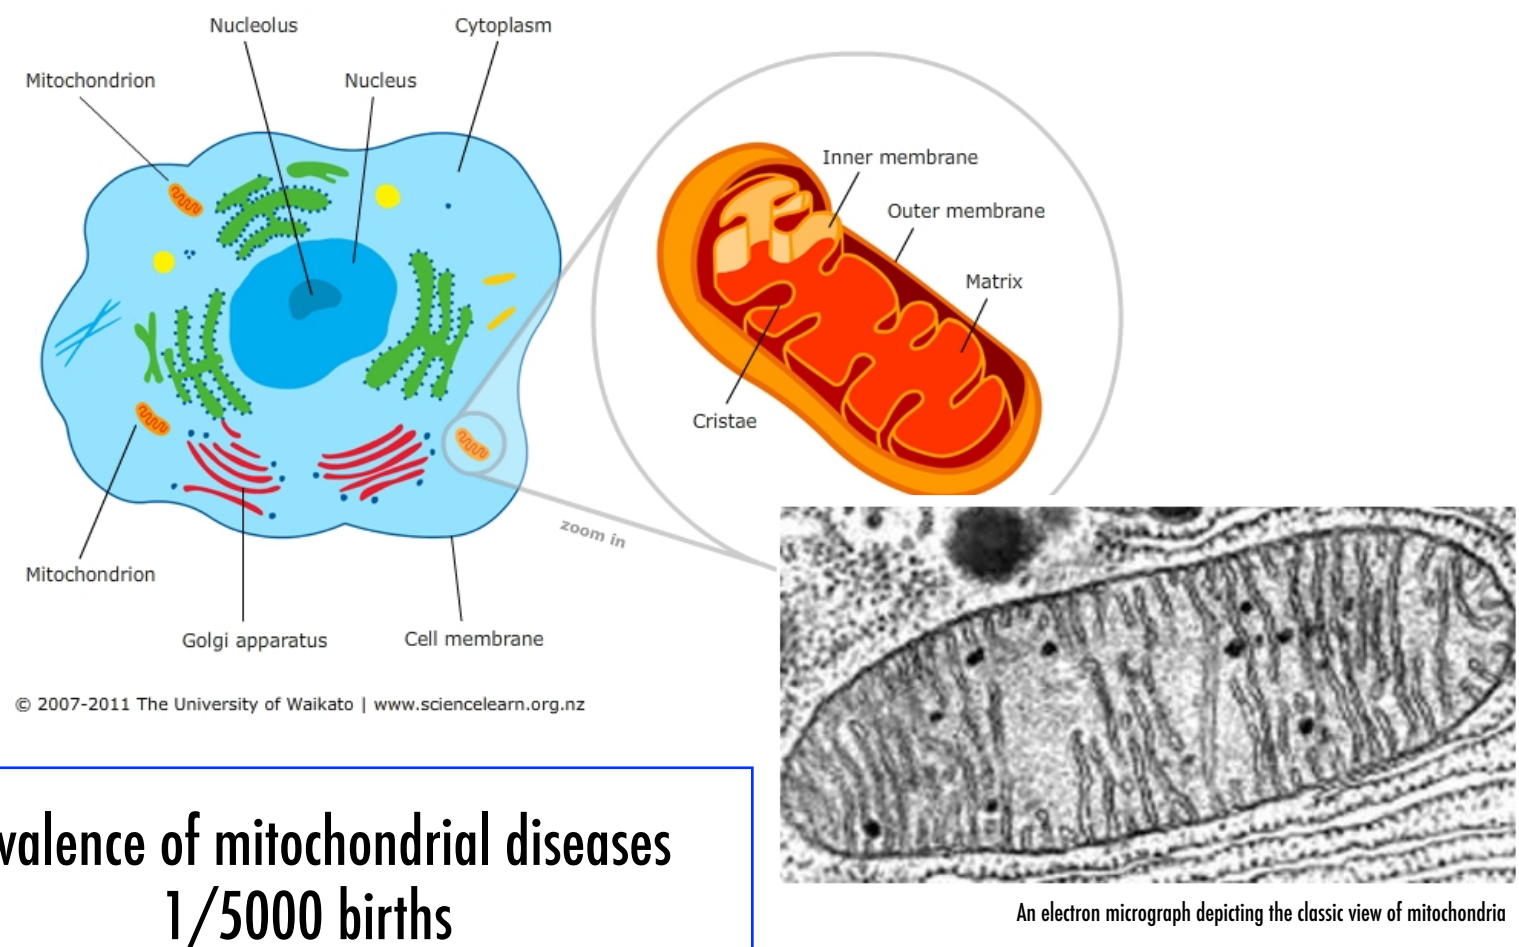 Nucleolus
Cytoplasm
Mitochondrion
Nucleus
Inner membrane
Outer membrane
Matrix
Cristae
zoom in
Mitochondrion
Golgi apparatus
Cell membrane
© 2007-2011 The University of Waikato | www.sciencelearn.org.nz
valence of mitochondrial diseases
1/5000 births
An electron micrograph depicting the classic view of mitochondria